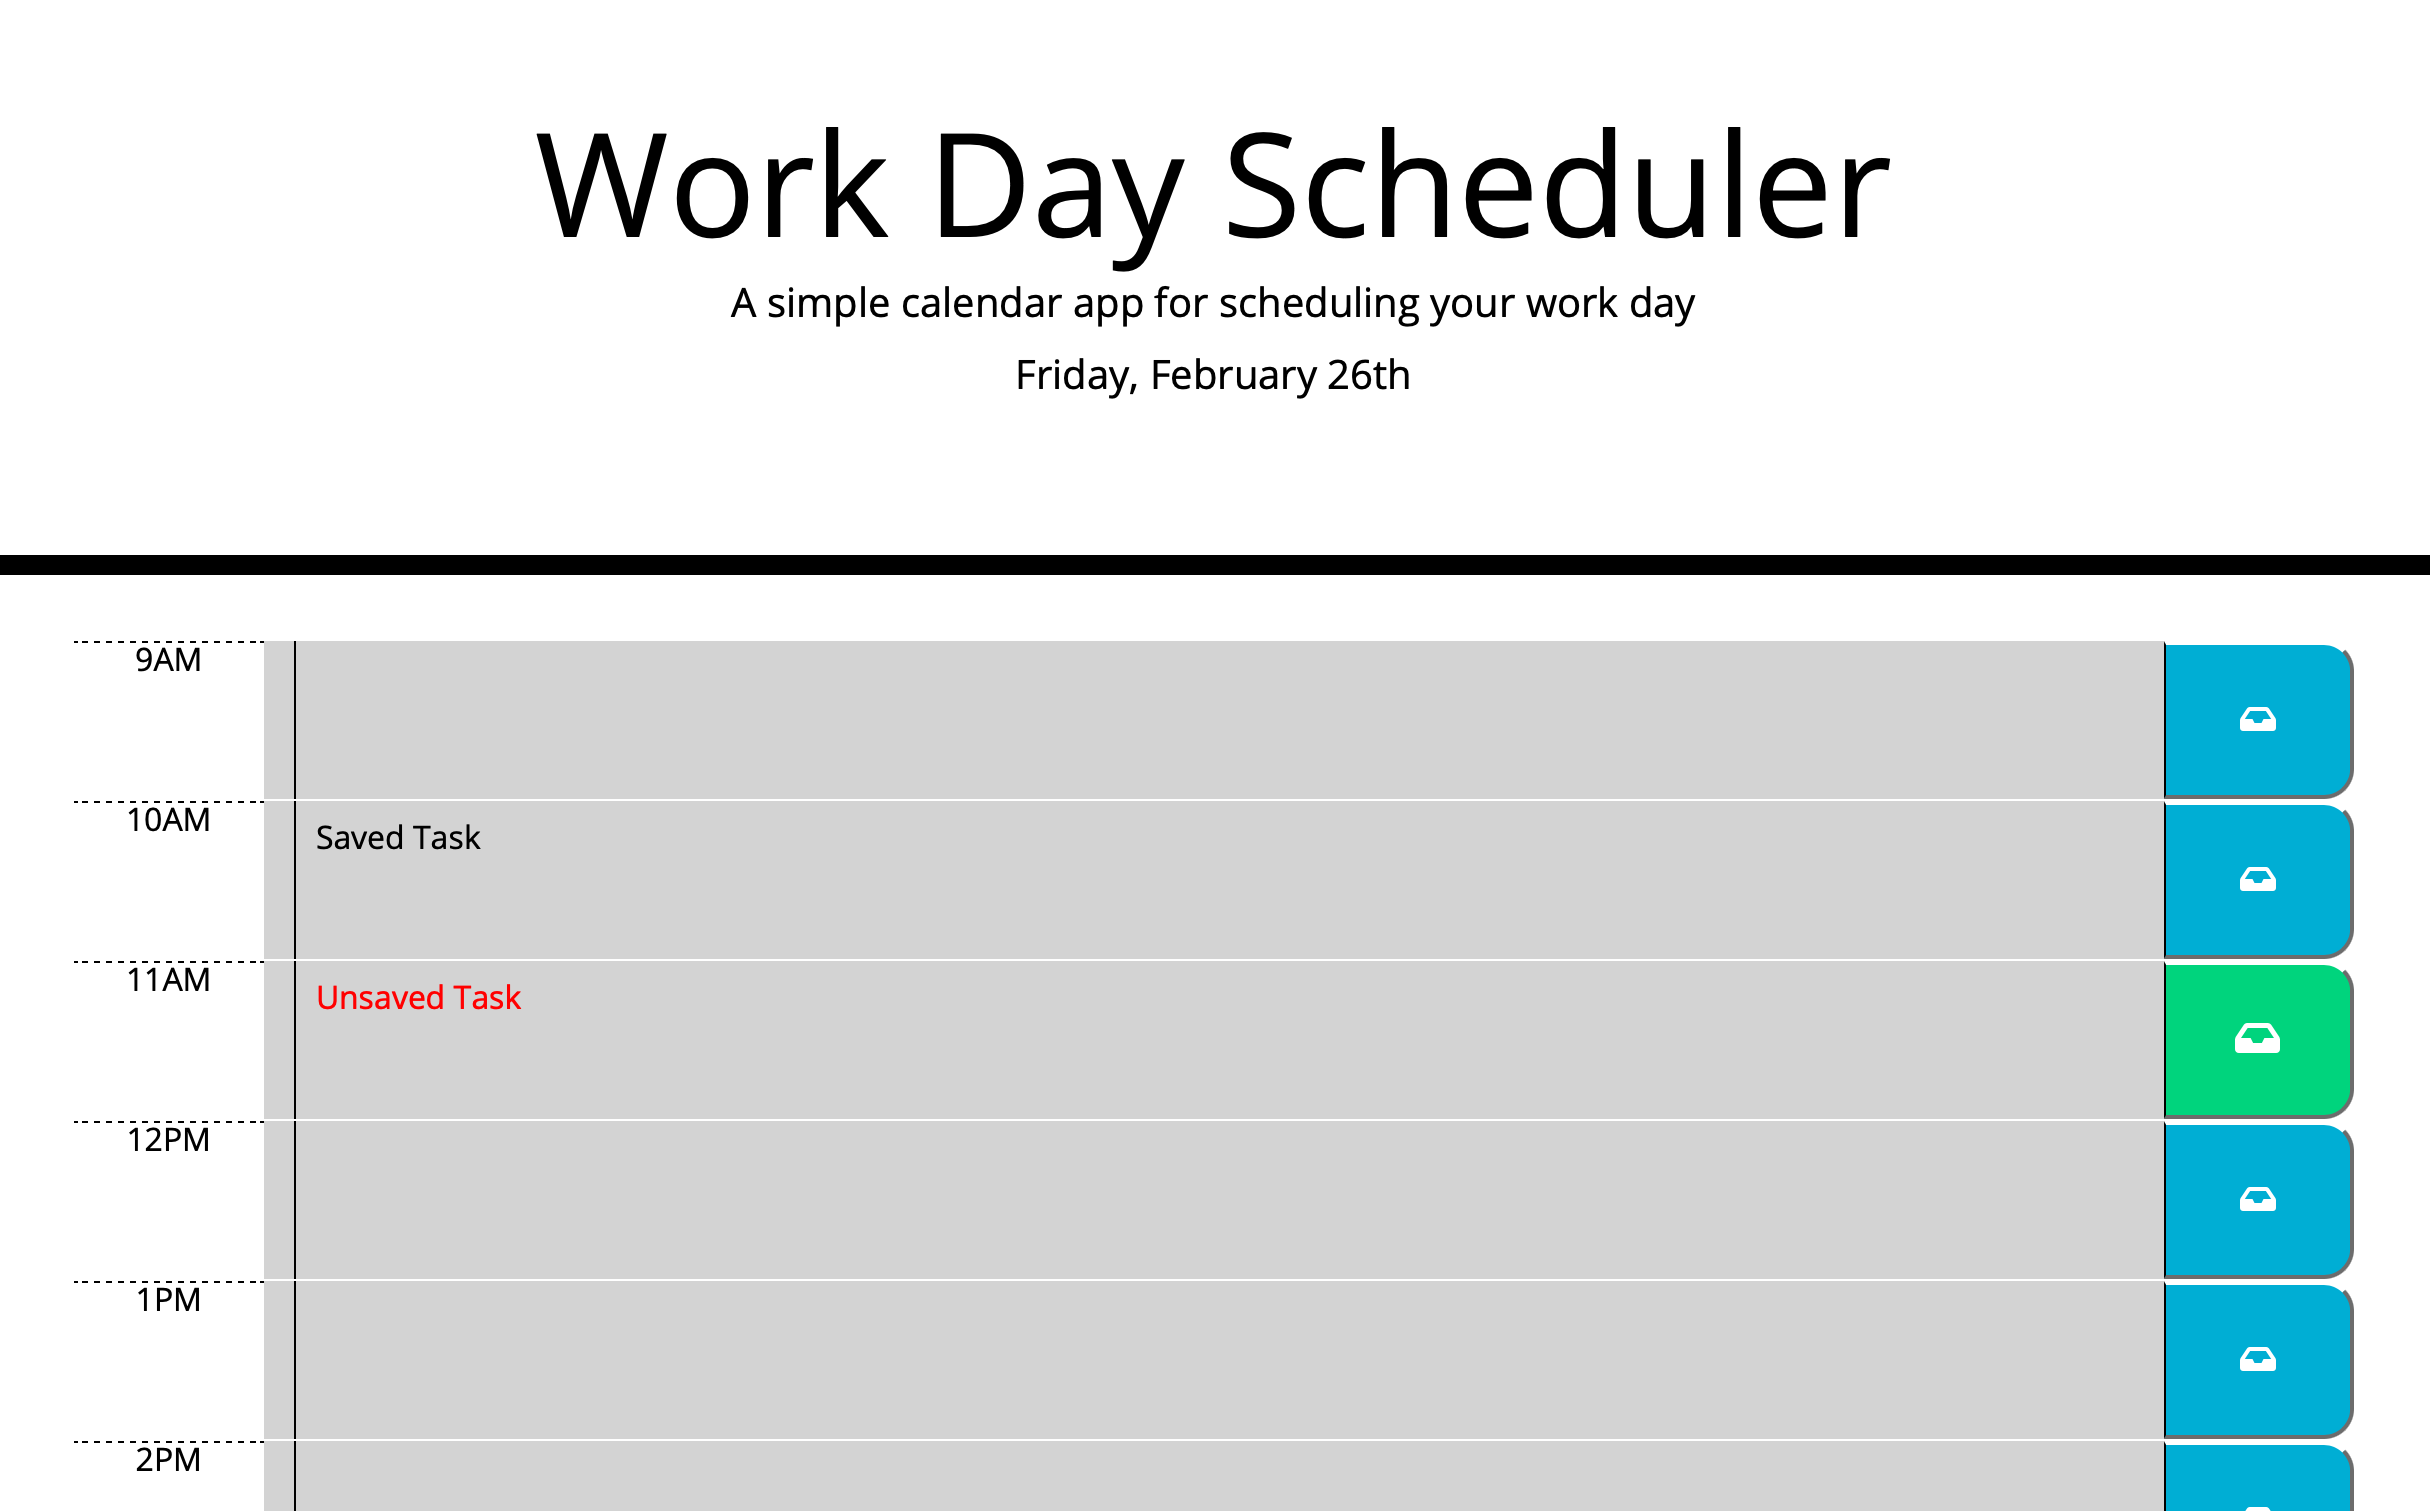 Work Day Scheduler
A simple calendar app for scheduling your work day
Friday, February 26th
9AM
10AM
Saved Task
11AM
Unsaved Task
12PM
1PM
2PM